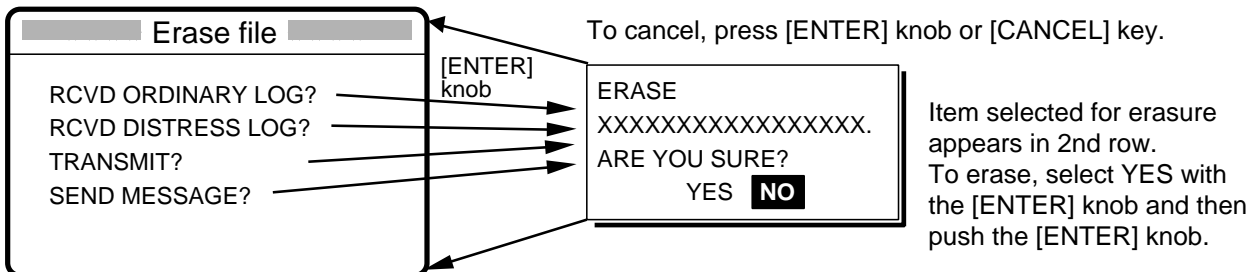 Erase file
To cancel, press [ENTER] knob or [CANCEL] key.
[ENTER]
knob
RCVD ORDINARY LOG?
RCVD DISTRESS LOG?
TRANSMIT?
SEND MESSAGE?
ERASE
XXXXXXXXXXXXXXXXX.
ARE YOU SURE?
YES NO
Item selected for erasure
appears in 2nd row.
To erase, select YES with
the [ENTER] knob and then
push the [ENTER] knob.